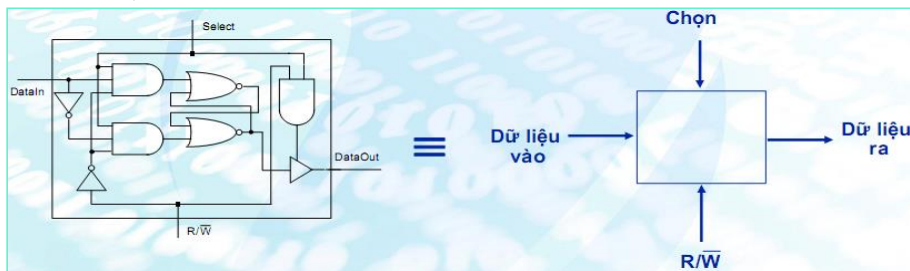 Select
DataIn
DataOut
R/W̅
Chọn
Dữ liệu
vào
Dữ liệu
ra
R/W̅